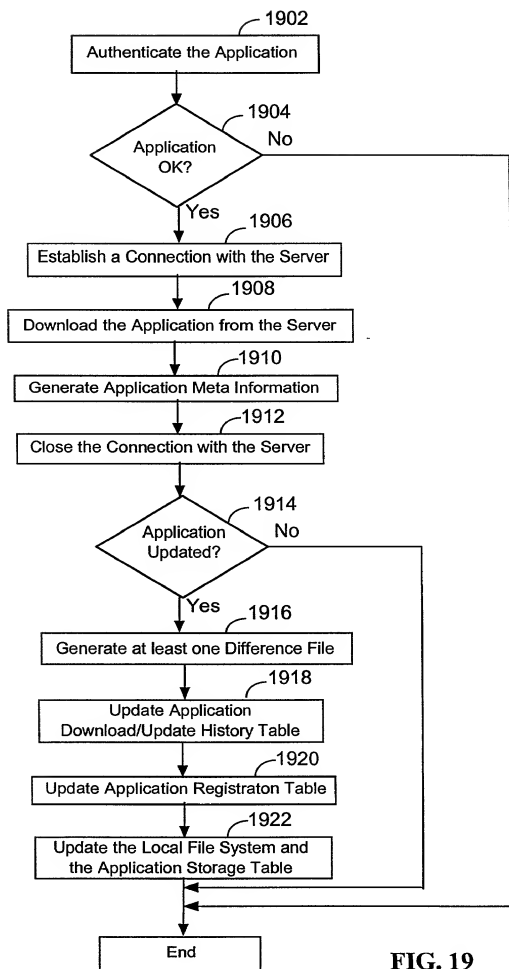 1902
Authenticate the Application
1904
Application
OK?
No
Yes
1906
Establish a Connection with the Server
1908
Download the Application from the Server
1910
Generate Application Meta Information
1912
Close the Connection with the Server
1914
Application
Updated?
No
Yes
1916
Generate at least one Difference File
1918
Update Application
Download/Update History Table
1920
Update Application Registraton Table
1922
Update the Local File System and
the Application Storage Table
End
FIG. 19